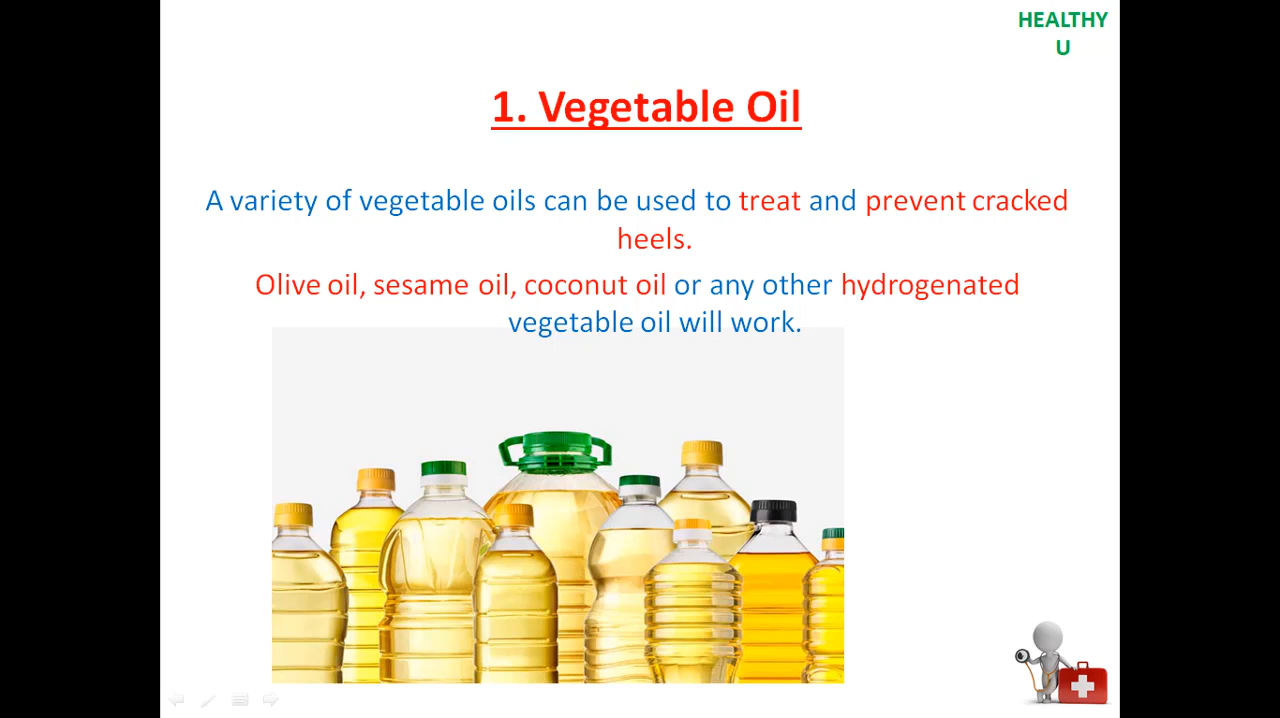 HEALTHY
U
1. Vegetable Oil
A variety of vegetable oils can be used to treat and prevent cracked
heels.
Olive oil, sesame oil, coconut oil or any other hydrogenated
vegetable oil will work.